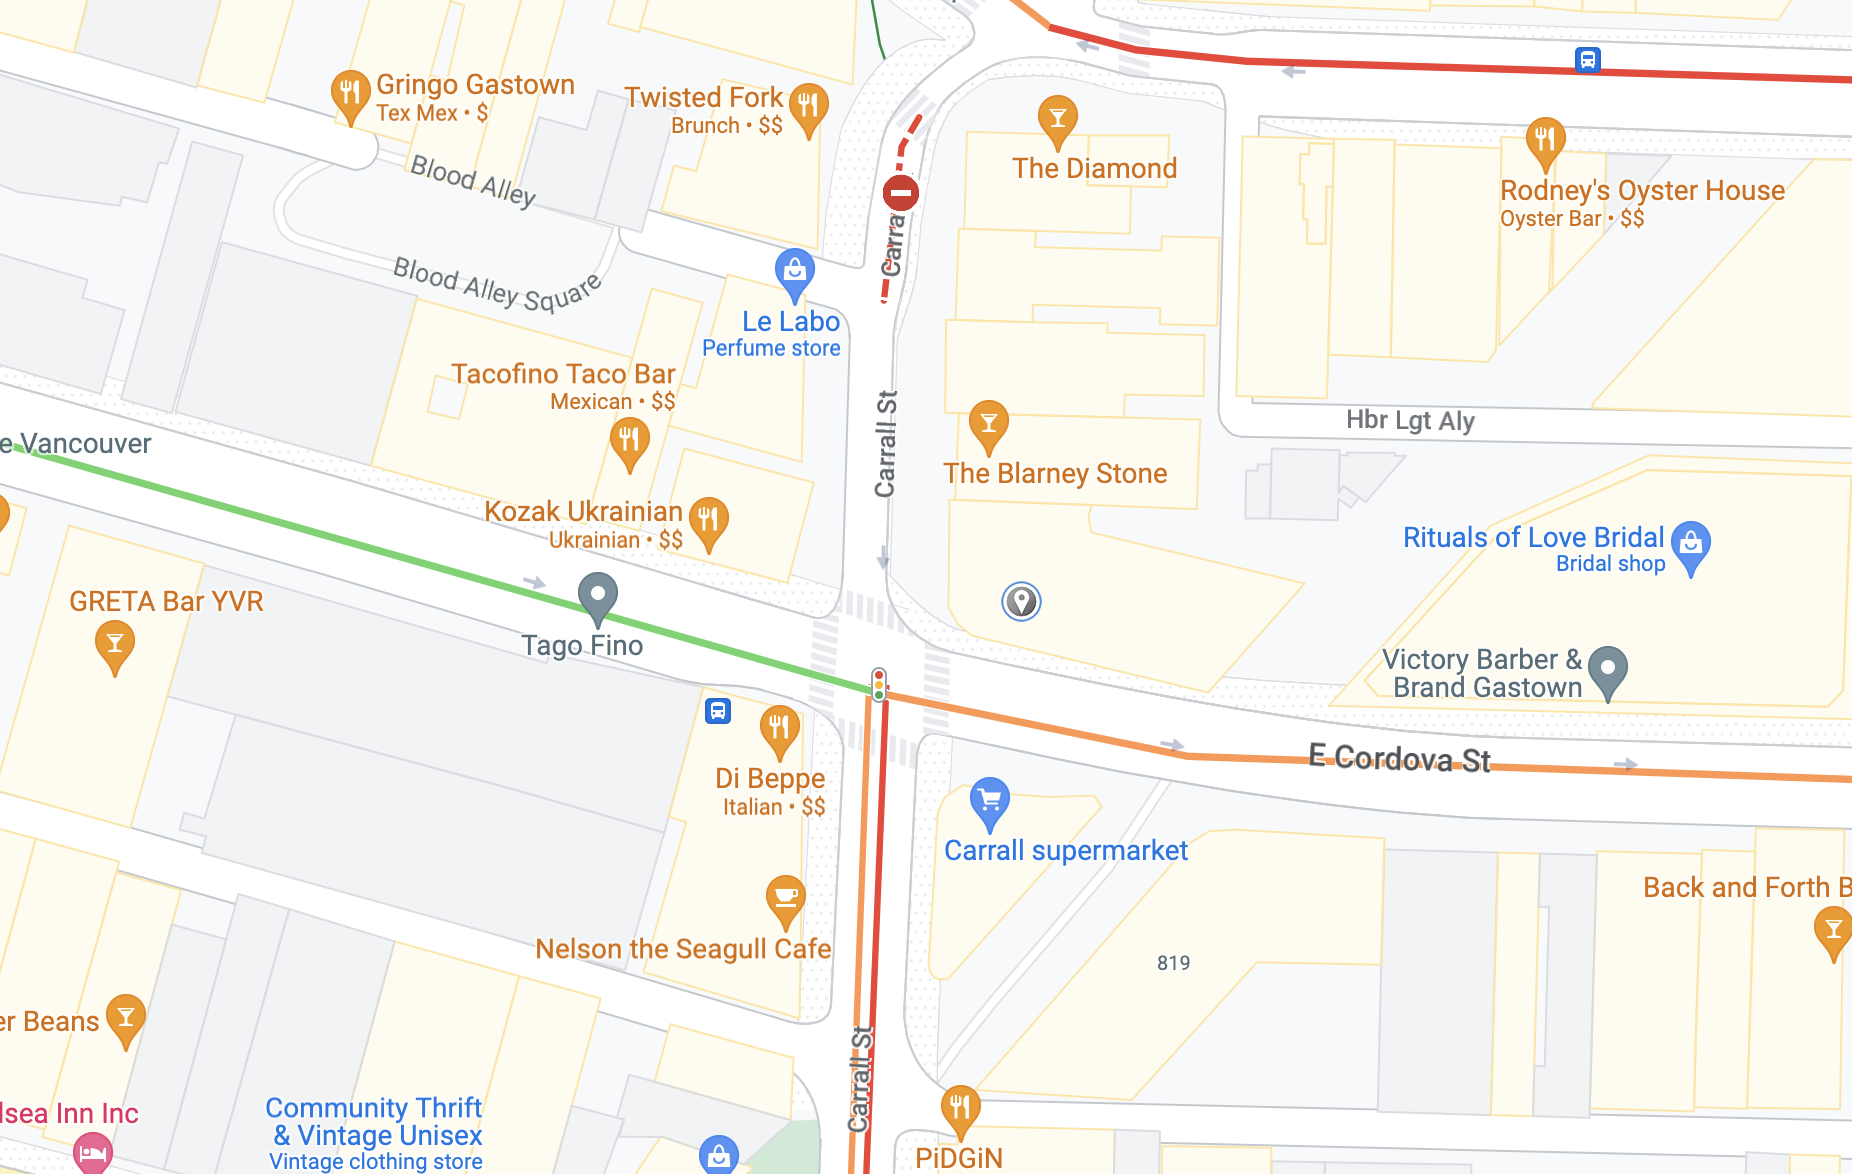 Gringo Gastown
Tex Mex • $
Twisted Fork
Brunch • $$
The Diamond
Rodney's Oyster House
Oyster Bar • $$
Blood Alley
Carra
Blood Alley Square
Le Labo
Perfume store
Tacofino Taco Bar
Mexican • $$
Carrall St
Hbr Lgt Aly
e Vancouver
The Blarney Stone
Kozak Ukrainian
Ukrainian • $$
Rituals of Love Bridal
Bridal shop
GRETA Bar YVR
Tago Fino
Victory Barber &
Brand Gastown
Di Beppe
Italian • $$
E Cordova St
Carrall supermarket
Back and Forth B
Nelson the Seagull Cafe
819
er Beans
Carrall St
lsea Inn Inc
Community Thrift
& Vintage Unisex
Vintage clothing store
PiDGiN